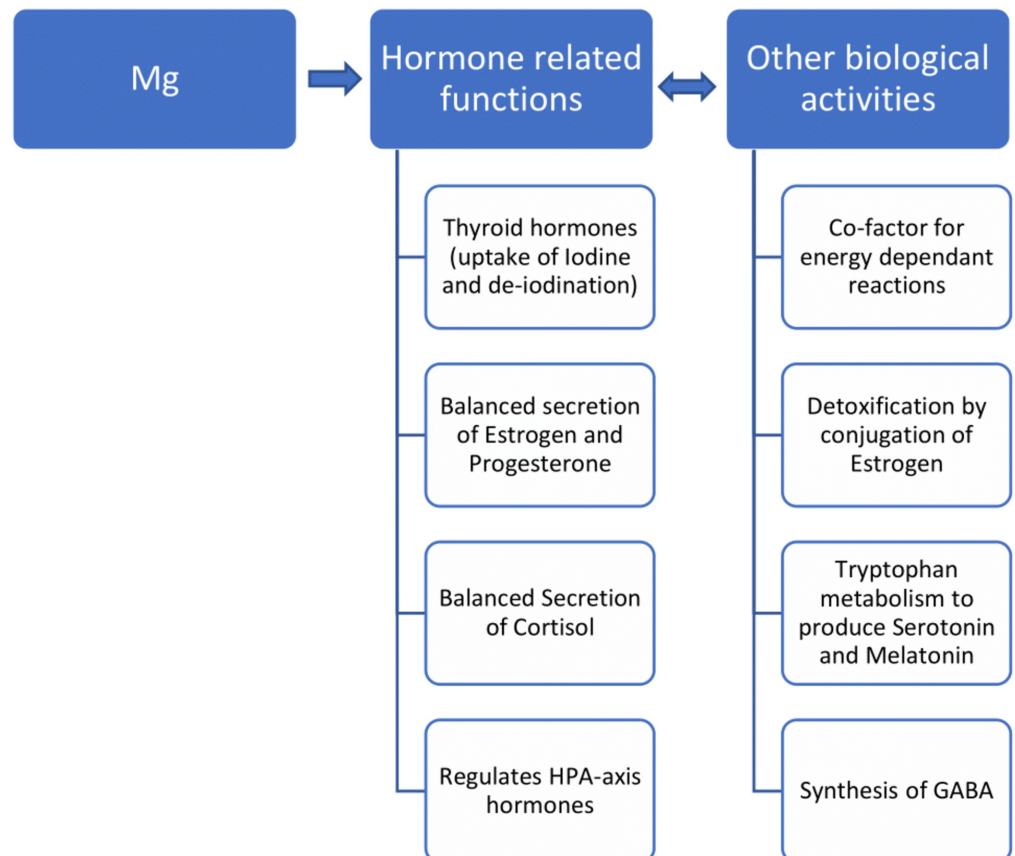 Mg
Hormone related
functions
Other biological
activities
Thyroid hormones
(uptake of Iodine
and de-iodination)
Balanced secretion
of Estrogen and
Progesterone
Balanced Secretion
of Cortisol
Regulates HPA-axis
hormones
Co-factor for
energy dependant
reactions
Detoxification by
conjugation of
Estrogen
Tryptophan
metabolism to
produce Serotonin
and Melatonin
Synthesis of GABA